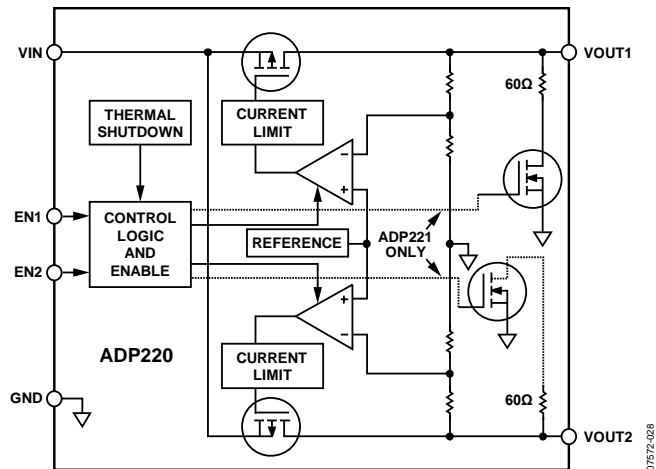 VIN
VOUT1
60Ω
THERMAL
SHUTDOWN
CURRENT
LIMIT
–
+
EN1
EN2
CONTROL
LOGIC
AND
ENABLE
REFERENCE
ADP221
ONLY
+
–
ADP220
CURRENT
LIMIT
GND
60Ω
VOUT2
07572-028